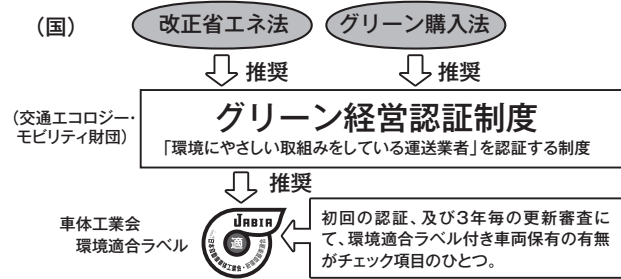 (国)
改正省エネ法
グリーン購入法
推奨
推奨
(交通エコロジー・
モビリティ財団)
グリーン経営認証制度
「環境にやさしい取組みをしている運送業者」を認証する制度
推奨
車体工業会
環境適合ラベル
JABIA
適
初回の認証、及び3年毎の更新審査に
て、環境適合ラベル付き車両保有の有無
がチェック項目のひとつ。